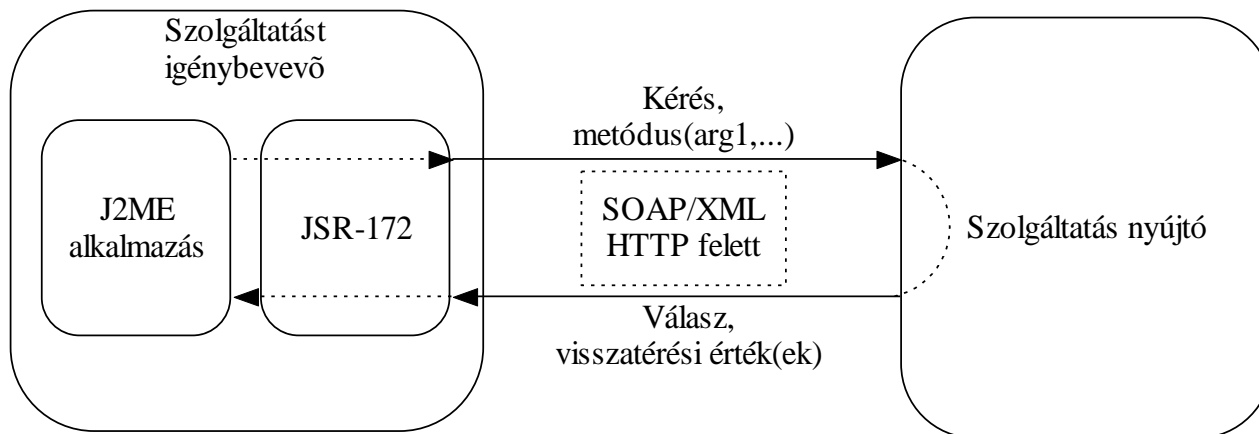 Szolgáltatást
igénybevevõ
J2ME
alkalmazás
JSR-172
Kérés,
metódus(arg1,...)
SOAP/XML
HTTP felett
Válasz,
visszatérési érték(ek)
Szolgáltatás nyújtó